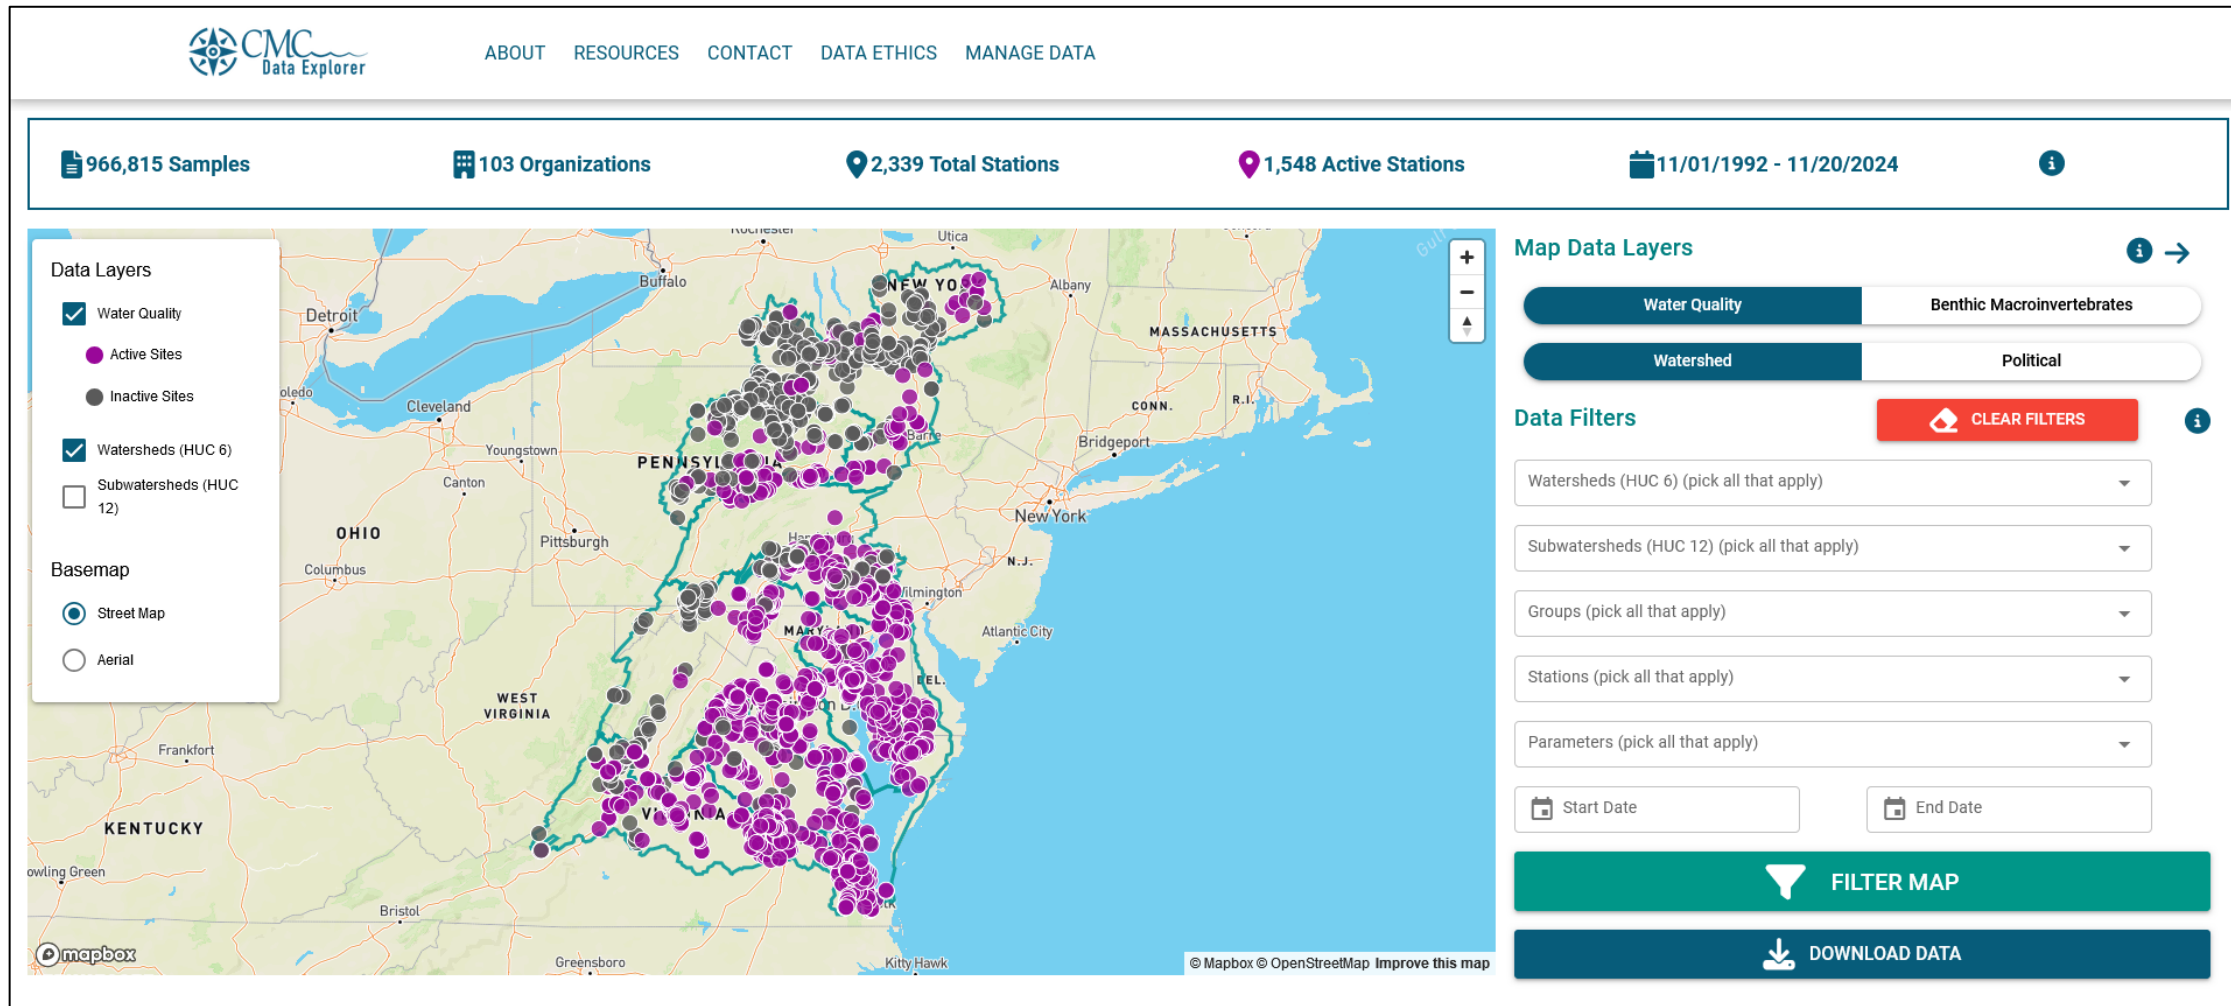 CMC
Data Explorer
ABOUT
RESOURCES
CONTACT
DATA ETHICS
MANAGE DATA
966,815 Samples
103 Organizations
2,339 Total Stations
1,548 Active Stations
11/01/1992 - 11/20/2024
Data Layers
Water Quality
Active Sites
Inactive Sites
Watersheds (HUC 6)
Subwatersheds (HUC
12)
Basemap
Street Map
Aerial
Utica
Buffalo
Albany
Detroit
MASSACHUSETTS
oledo
Cleveland
CONN.
R.I.
Youngstown
Barre
Bridgeport
Canton
New York
OHIO
Pittsburgh
Columbus
N.J.
Wilmington
Atlantic City
DEL.
WEST
VIRGINIA
Frankfort
KENTUCKY
owling Green
Bristol
Greensboro
Kitty Hawk
mapbox
© Mapbox © OpenStreetMap Improve this map
Map Data Layers
Water Quality
Benthic Macroinvertebrates
Watershed
Political
Data Filters
CLEAR FILTERS
Watersheds (HUC 6) (pick all that apply)
Subwatersheds (HUC 12) (pick all that apply)
Groups (pick all that apply)
Stations (pick all that apply)
Parameters (pick all that apply)
Start Date
End Date
FILTER MAP
DOWNLOAD DATA